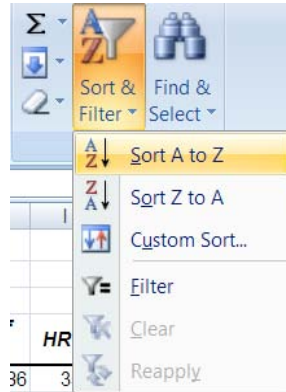 Σ
Sort & Find &
Filter Select
Sort A to Z
Sort Z to A
Custom Sort...
Filter
Clear
Reapply
I
HR
36 3